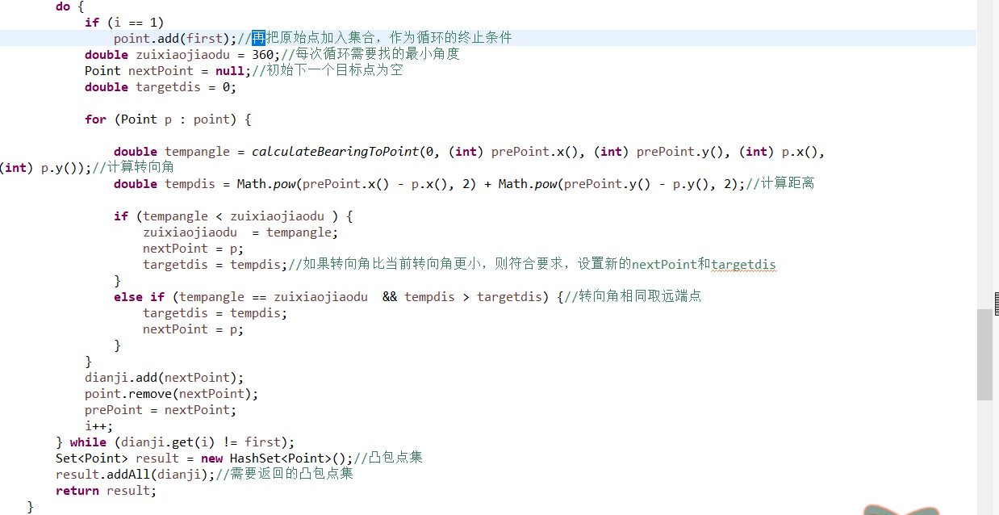 do {
if (i == 1)
point.add(first);//再把原始点加入集合，作为循环的终止条件
double zuixiaojiaodu = 360;//每次循环需要找的最小角度
Point nextPoint = null;//初始下一个目标点为空
double targetdis = 0;
for (Point p : point) {
double tempangle = calculateBearingToPoint(0, (int) prePoint.x(), (int) prePoint.y(), (int) p.x(),
(int) p.y());//计算转向角
double tempdis = Math.pow(prePoint.x() - p.x(), 2) + Math.pow(prePoint.y() - p.y(), 2);//计算距离
if (tempangle < zuixiaojiaodu ) {
zuixiaojiaodu  = tempangle;
nextPoint = p;
targetdis = tempdis;//如果转向角比当前转向角更小，则符合要求，设置新的nextPoint和targetdis
}
else if (tempangle == zuixiaojiaodu  && tempdis > targetdis) {//转向角相同取远端点
targetdis = tempdis;
nextPoint = p;
}
}
dianji.add(nextPoint);
point.remove(nextPoint);
prePoint = nextPoint;
i++;
} while (dianji.get(i) != first);
Set<Point> result = new HashSet<Point>();//凸包点集
result.addAll(dianji);//需要返回的凸包点集
return result;
}